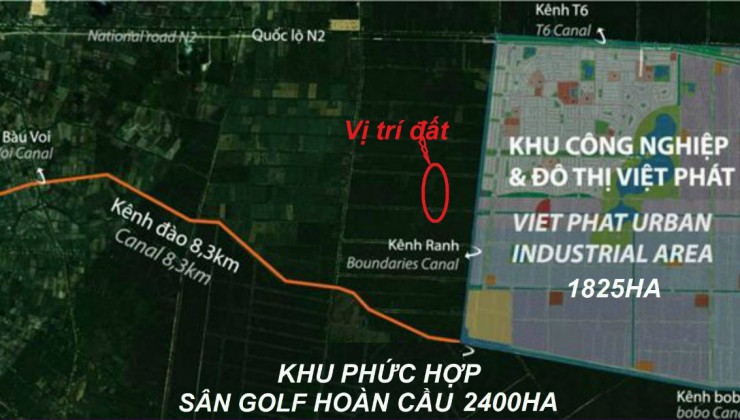 Kênh T6
T6 Canal
National road N2
Quốc lộ N2
Vị trí đất
Bàu Voi
Voi Canal
KHU CÔNG NGHIỆP
& ĐÔ THỊ VIỆT PHÁT
Kênh đào 8,3km
Canal 8,3km
VIET PHAT URBAN
INDUSTRIAL AREA
Kênh Ranh
Boundaries Canal
1825HA
KHU PHỨC HỢP
SÂN GOLF HOÀN CẦU 2400HA
Kênh bobo
bobo Canal